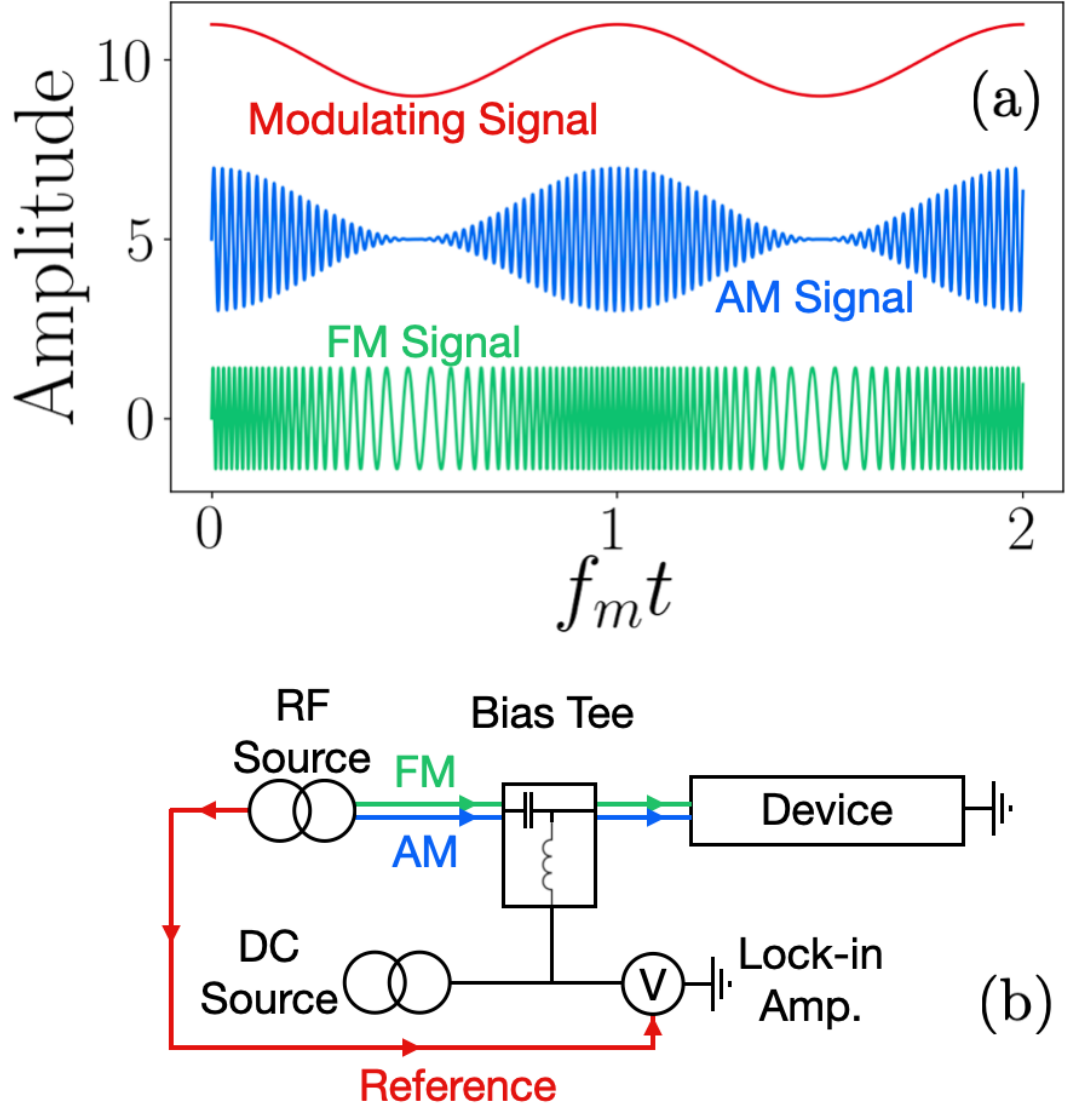 Amplitude
10
5
0
(a)
Modulating Signal
AM Signal
FM Signal
0
1
2
f_m t
RF
Source
Bias Tee
FM
AM
Device
DC
Source
V
Lock-in
Amp.
(b)
Reference